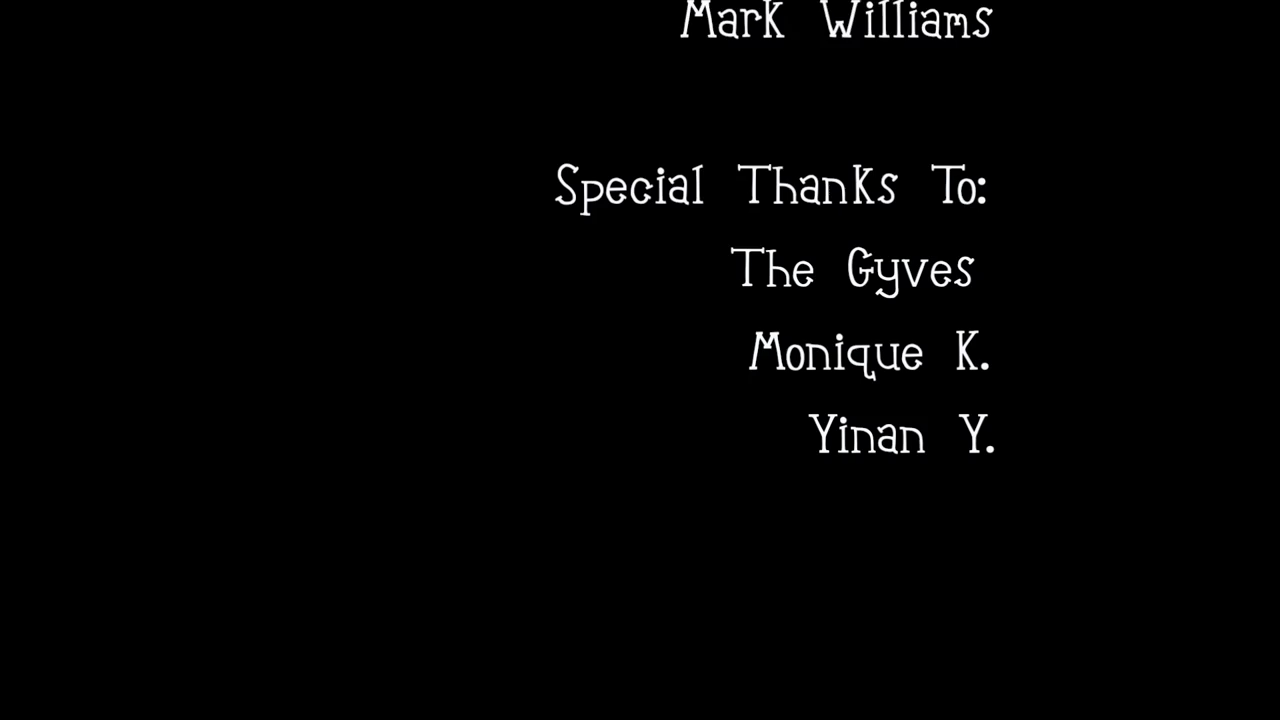 Mark Williams
Special Thanks To:
The Gyves
Monique K.
Yinan Y.